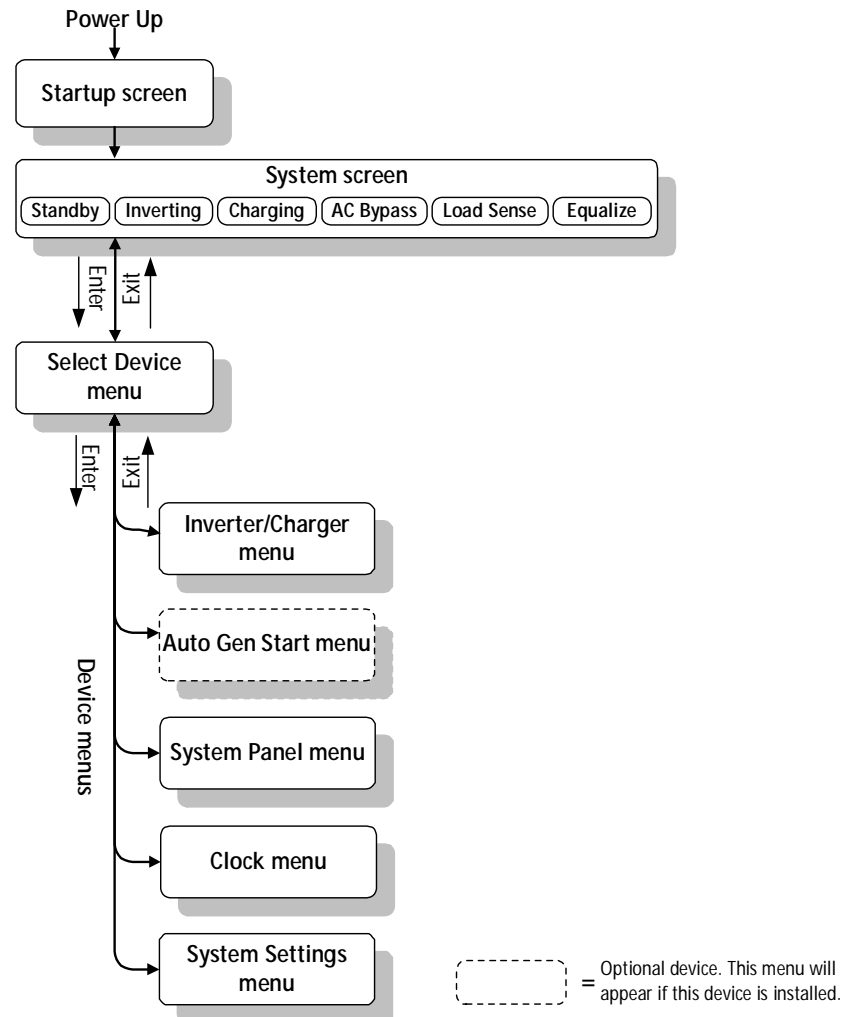 Power Up
Startup screen
System screen
Standby
Inverting
Charging
AC Bypass
Load Sense
Equalize
Enter
Exit
Select Device
menu
Enter
Exit
Device menus
Inverter/Charger
menu
Auto Gen Start menu
System Panel menu
Clock menu
System Settings
menu
= Optional device. This menu will
appear if this device is installed.